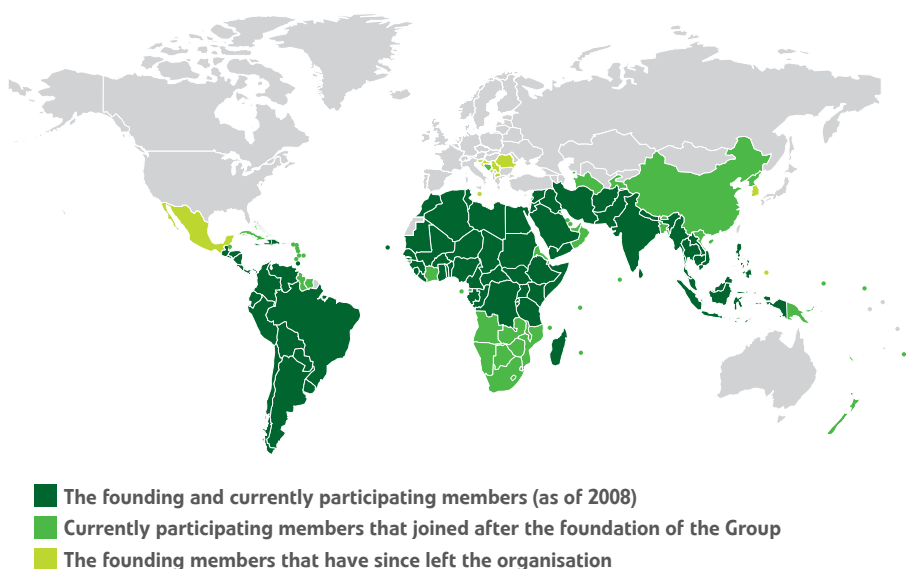 The founding and currently participating members (as of 2008)
Currently participating members that joined after the foundation of the Group
The founding members that have since left the organisation